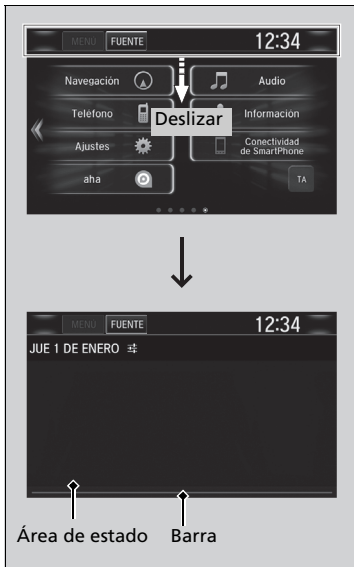 MENU FUENTE 12:34
Navegación Audio
Deslizar
Teléfono Información
Ajustes Conectividad
de SmartPhone
aha TA
MENU FUENTE 12:34
JUE 1 DE ENERO
Área de estado Barra